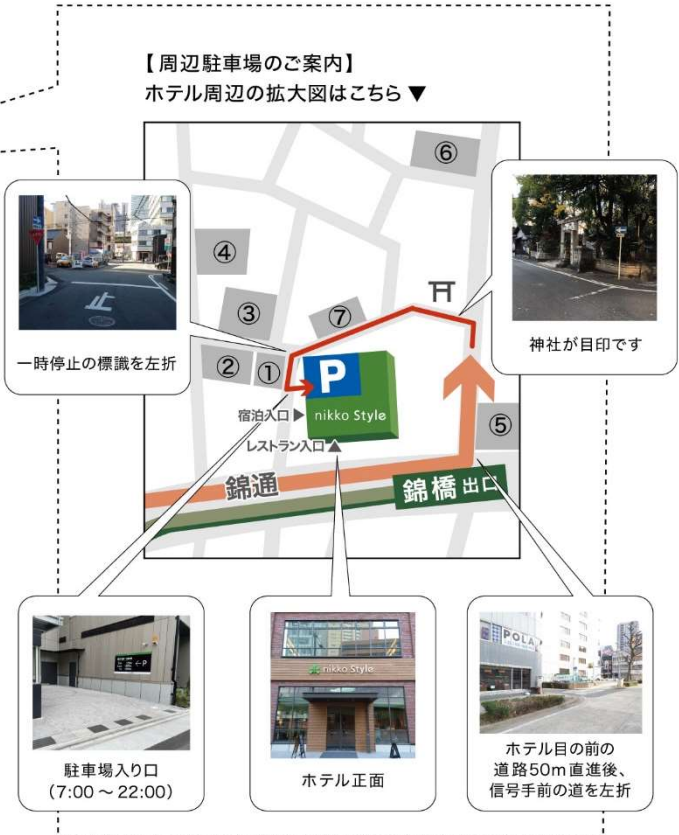 【周辺駐車場のご案内】
ホテル周辺の拡大図はこちら ▼
⑥
④
③
⑦
②
①
P
⑤
一時停止の標識を左折
神社が目印です
宿泊入口 ▶
nikko Style
レストラン入口 ▲
錦通
錦橋出口
POLA
←P
nikko Style
駐車場入り口
(7:00 ～ 22:00)
ホテル正面
ホテル目の前の
道路50m直進後、
信号手前の道を左折